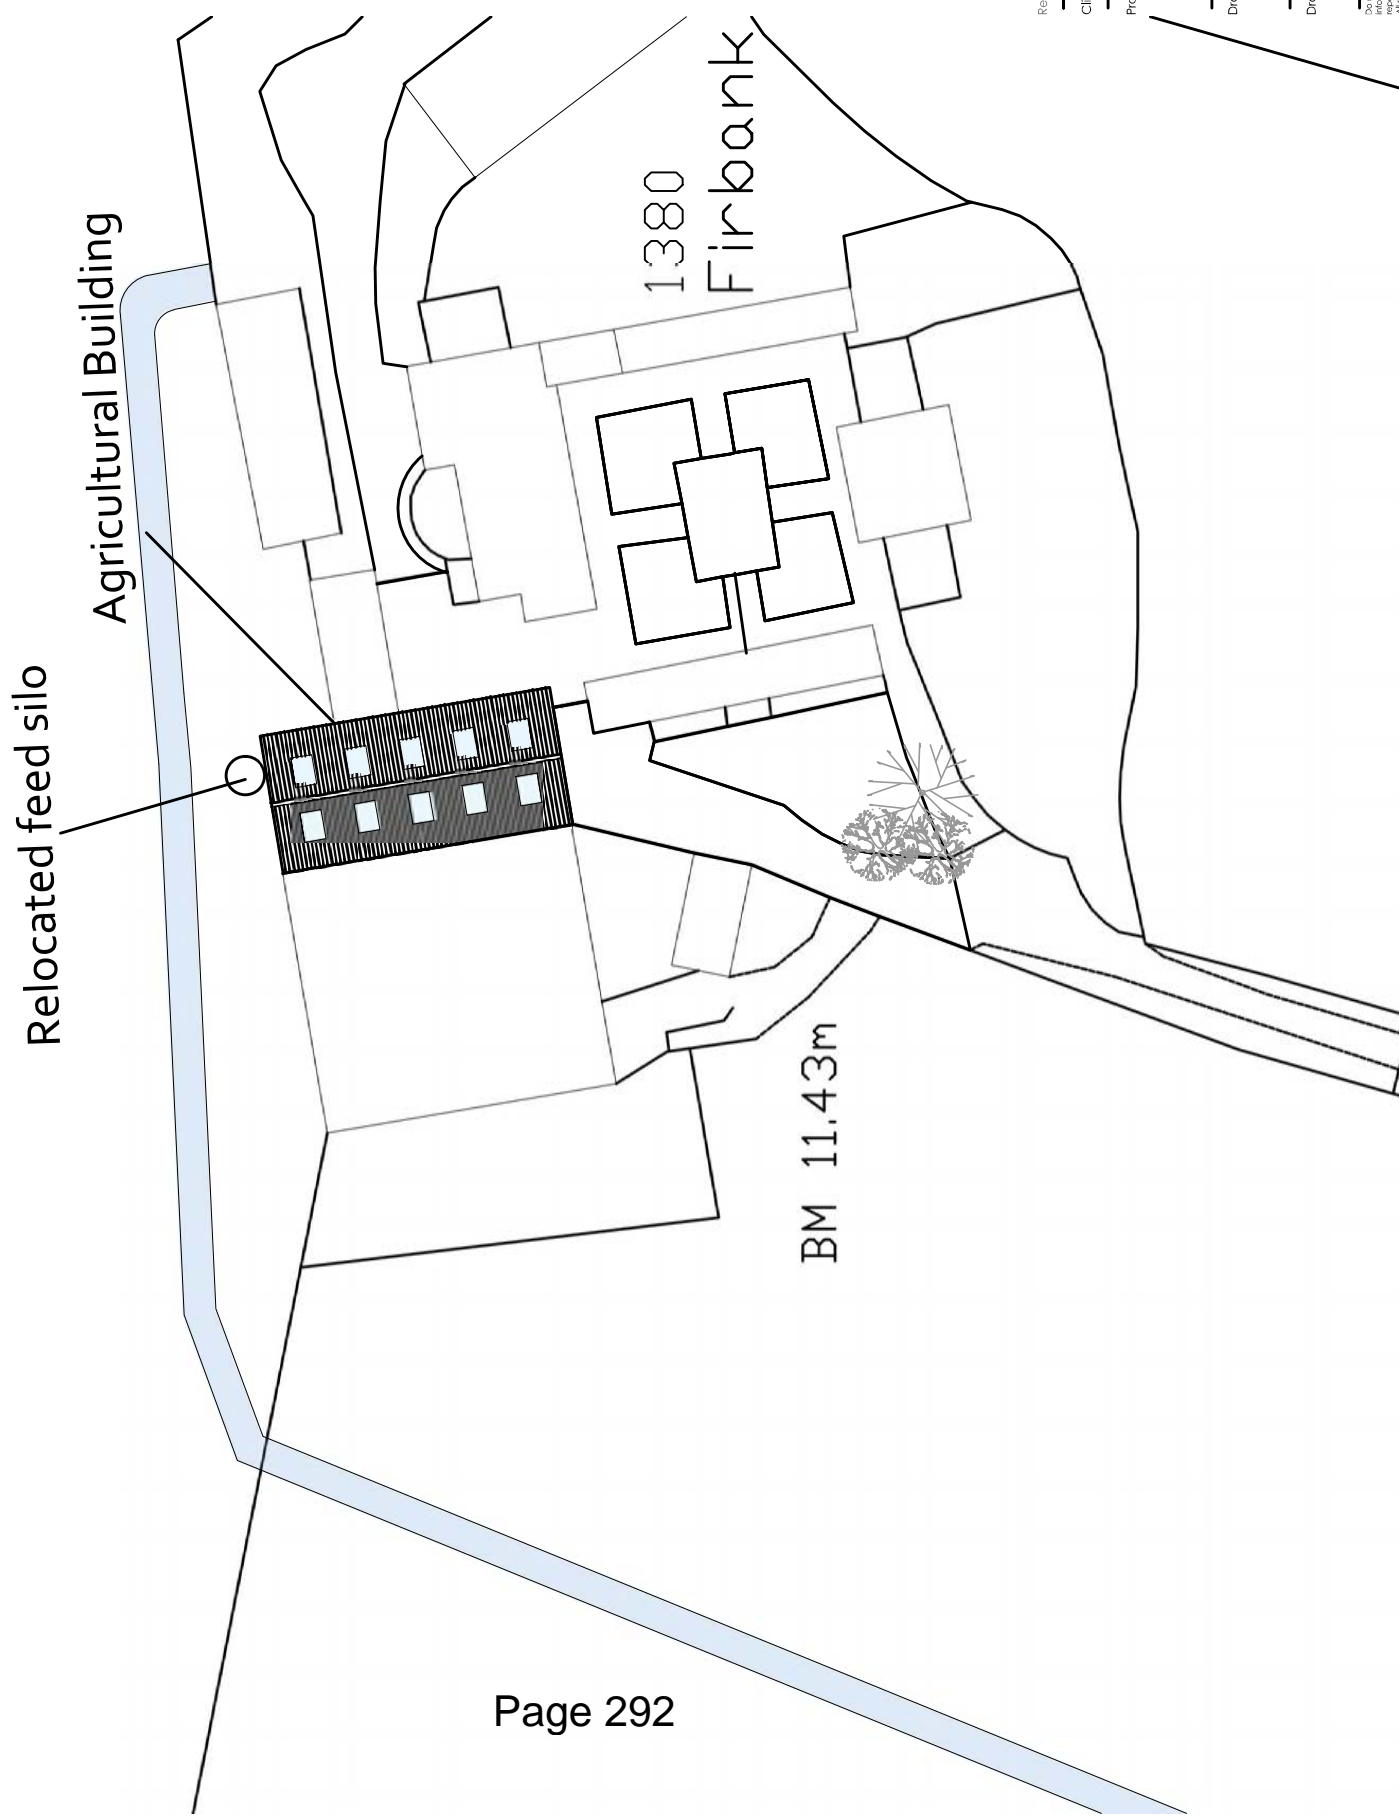 Relocated feed silo
Agricultural Building
1380
Firbank
BM 11.43m
Page 292